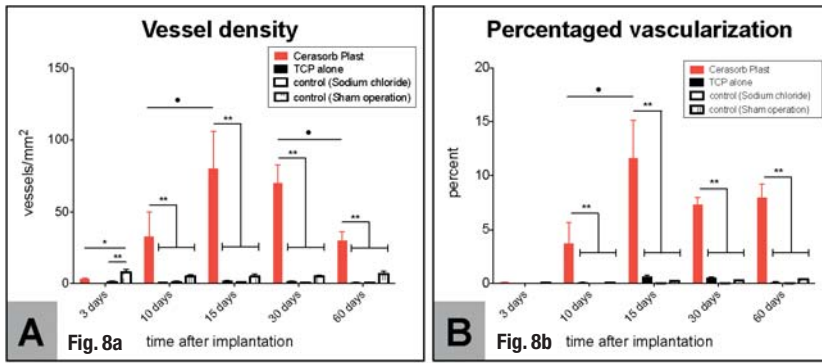 Vessel density
Cerasorb Plast
TCP alone
control (Sodium chloride)
control (Sham operation)
vessels/mm²
150
100
50
0
*
**
**
•
**
**
•
**
3 days
10 days
15 days
30 days
60 days
A
Fig. 8a
time after implantation
Percentaged vascularization
Cerasorb Plast
TCP alone
control (Sodium chloride)
control (Sham operation)
percent
20
15
10
5
0
**
•
**
**
**
3 days
10 days
15 days
30 days
60 days
B
Fig. 8b
time after implantation